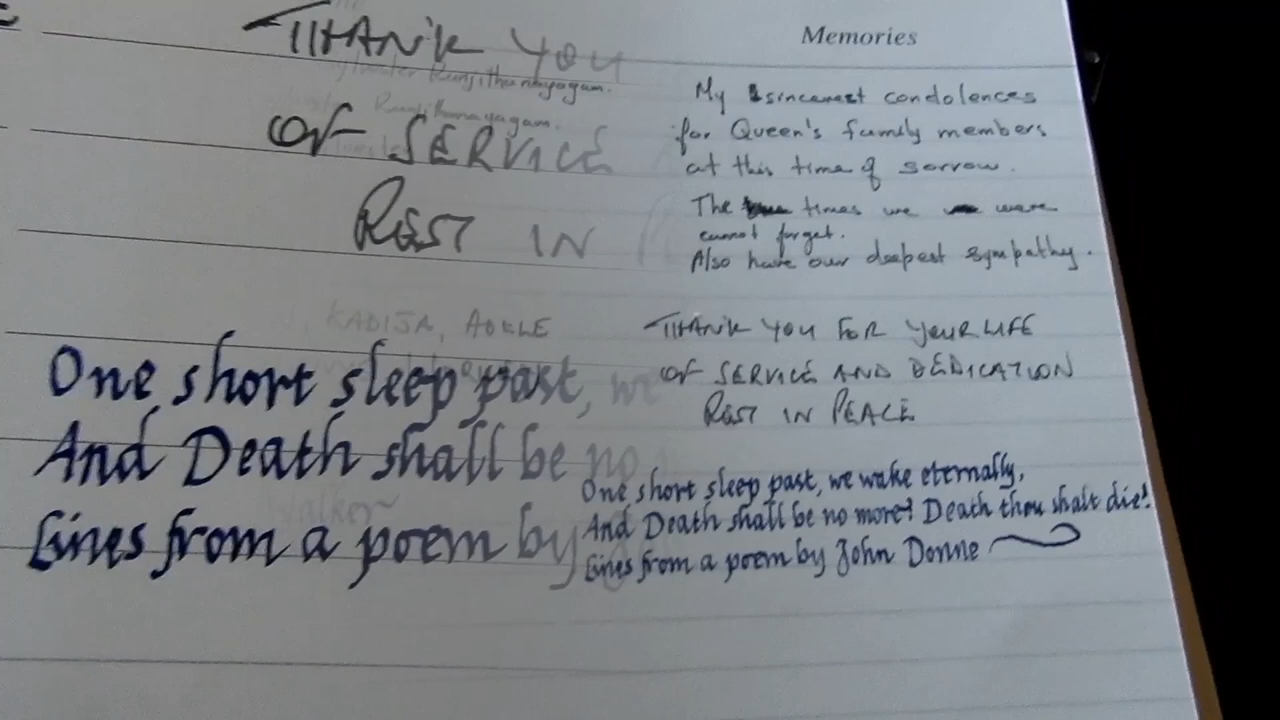 THANK YOU
OF SERVICE
REST IN
KADIJA, ADELE
One short sleep past, we
And Death shall be no
Lines from a poem by
Walker
Memories
My sincerest condolences
for Queen's family members
at this time of sorrow.
The times we were
cannot forget.
Also have our deepest sympathy.
THANK YOU FOR YOUR LIFE
OF SERVICE AND DEDICATION
REST IN PEACE
One short sleep past, we wake eternally,
And Death shall be no more; Death thou shalt die!
Lines from a poem by John Donne